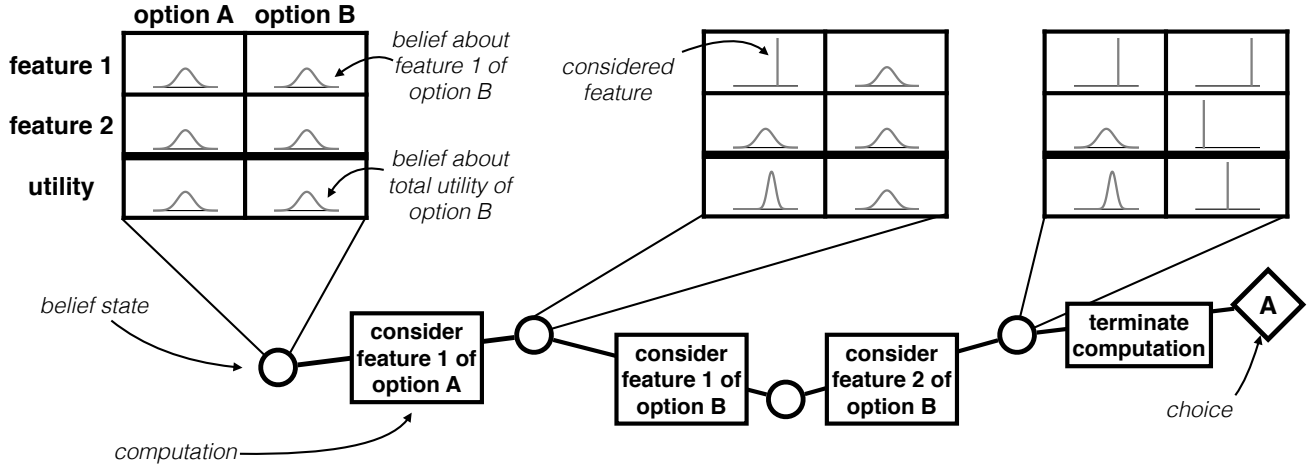 option A option B
feature 1
feature 2
utility
belief about
feature 1 of
option B
belief about
total utility of
option B
considered
feature
belief state
computation
consider
feature 1 of
option A
consider
feature 1 of
option B
consider
feature 2 of
option B
terminate
computation
A
choice